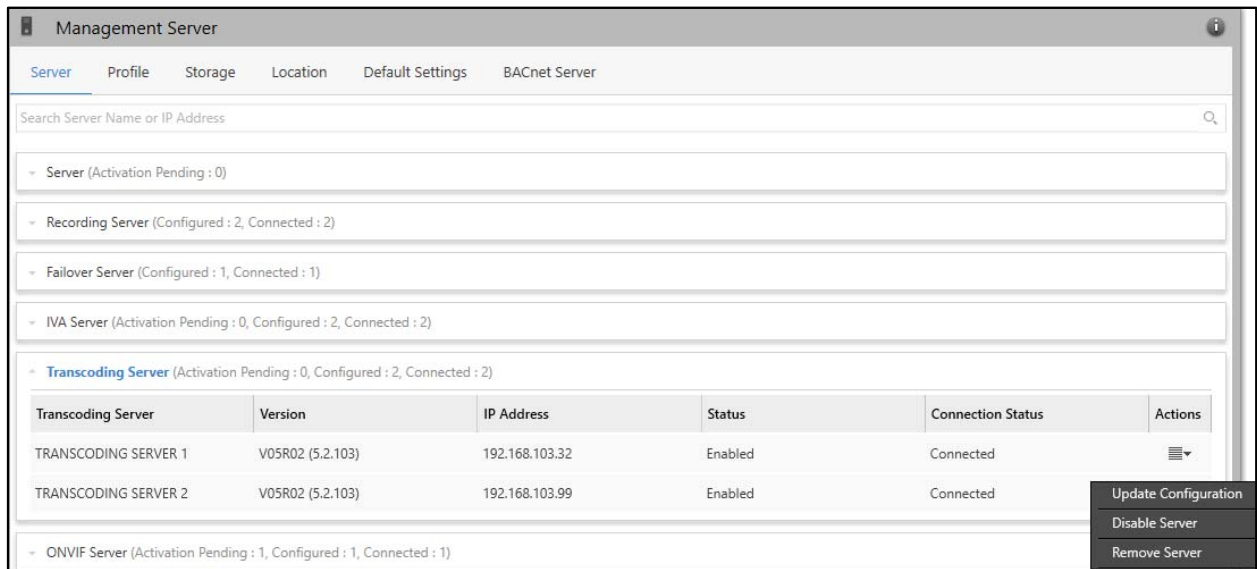 Management Server
Server Profile Storage Location Default Settings BACnet Server
Search Server Name or IP Address
Server (Activation Pending : 0)
Recording Server (Configured : 2, Connected : 2)
Failover Server (Configured : 1, Connected : 1)
IVA Server (Activation Pending : 0, Configured : 2, Connected : 2)
Transcoding Server (Activation Pending : 0, Configured : 2, Connected : 2)
Transcoding Server Version IP Address Status Connection Status Actions
TRANSCODING SERVER 1 V05R02 (5.2.103) 192.168.103.32 Enabled Connected
TRANSCODING SERVER 2 V05R02 (5.2.103) 192.168.103.99 Enabled Connected
Update Configuration
Disable Server
Remove Server
ONVIF Server (Activation Pending : 1, Configured : 1, Connected : 1)